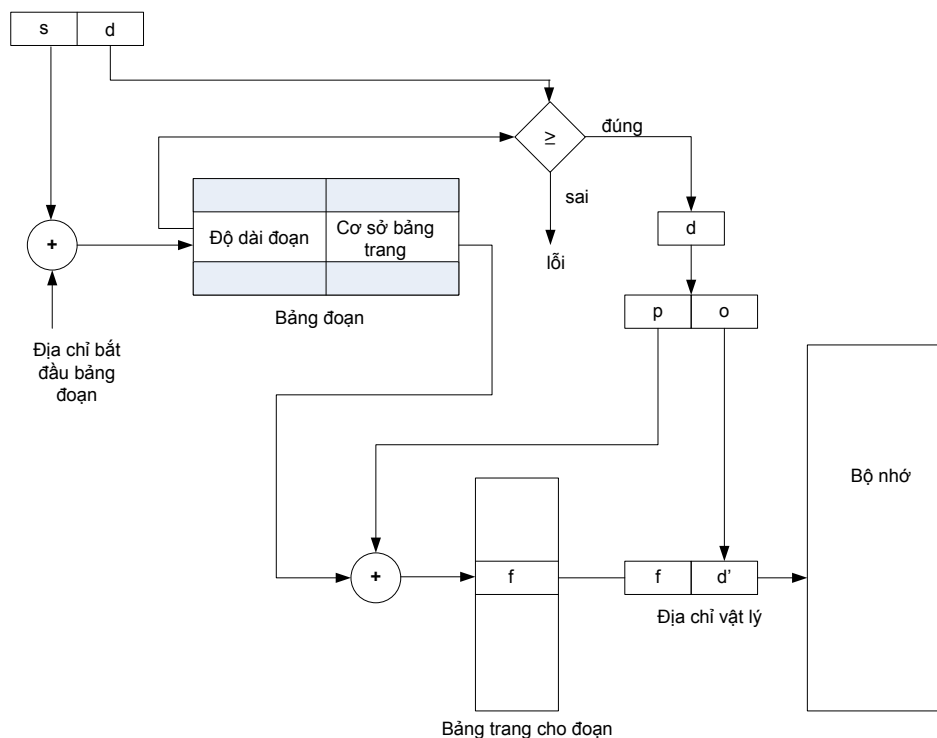 s d
≥
đúng
sai
lỗi
Độ dài đoạn
Cơ sở bảng
trang
+
d
Bảng đoạn
p o
Địa chỉ bắt
đầu bảng
đoạn
Bộ nhớ
+
f
f d’
Địa chỉ vật lý
Bảng trang cho đoạn